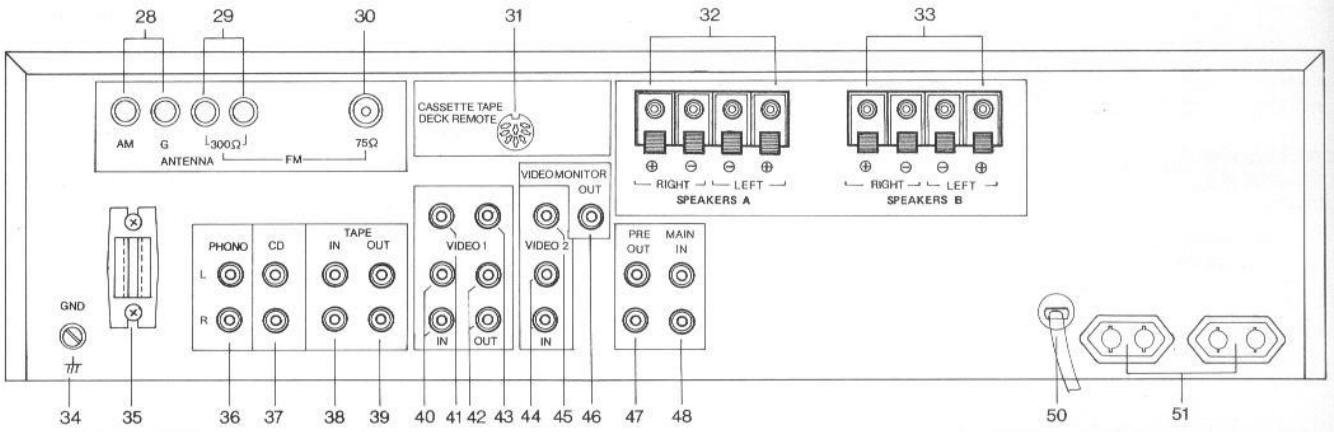 28 29 30 31 32 33
CASSETTE TAPE
DECK REMOTE
AM G 300Ω 75Ω
ANTENNA FM
⊕ ⊖ ⊖ ⊕
RIGHT LEFT
SPEAKERS A
⊕ ⊖ ⊖ ⊕
RIGHT LEFT
SPEAKERS B
VIDEO MONITOR
OUT
PHONO CD TAPE
IN OUT
VIDEO 1
VIDEO 2
PRE
OUT
MAIN
IN
L
R
IN OUT
IN
GND
34 35 36 37 38 39 40 41 42 43 44 45 46 47 48 50 51